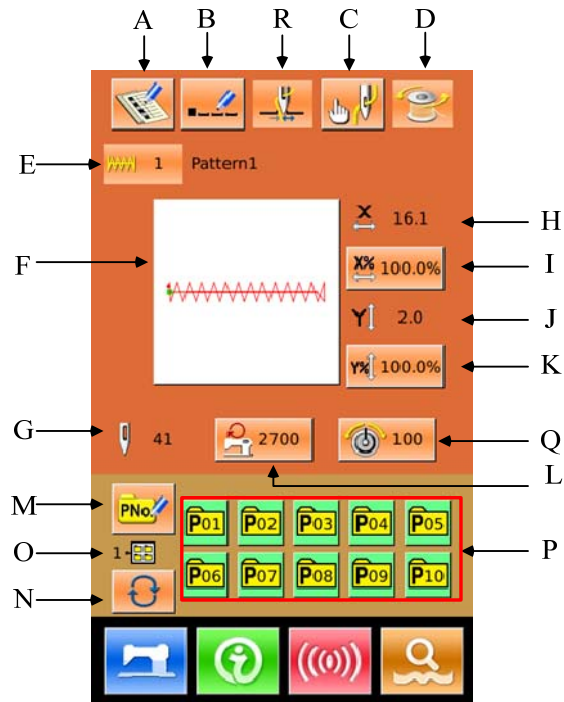 A B R C D
E 1 Pattern1
X 16.1 H
F X% 100.0% I
Y 2.0 J
Y% 100.0% K
G 41 2700 100 Q
L
M PNo.
P01 P02 P03 P04 P05
O 1- P
P06 P07 P08 P09 P10
N